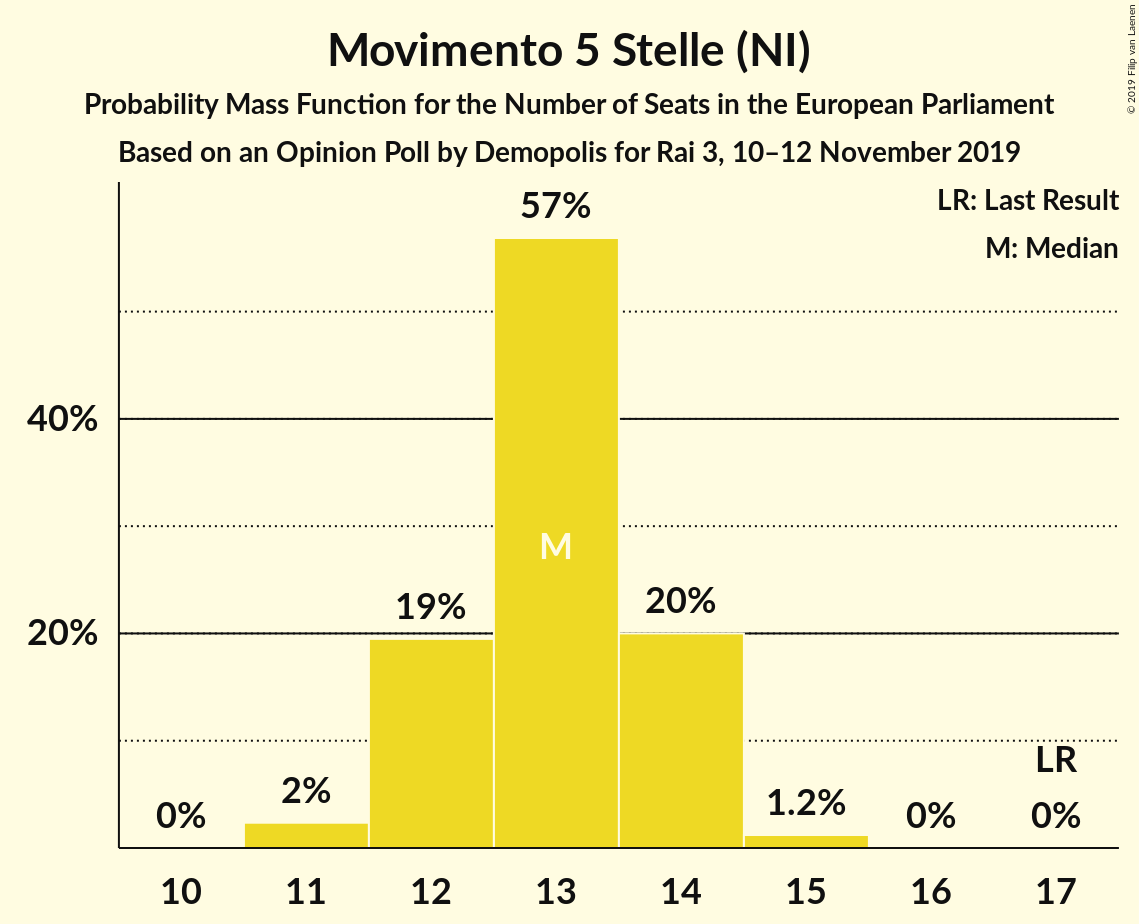 Movimento 5 Stelle (NI)
Probability Mass Function for the Number of Seats in the European Parliament
Based on an Opinion Poll by Demopolis for Rai 3, 10–12 November 2019
© 2019 Filip van Laenen
LR: Last Result
M: Median
57%
40%
M
19%
20%
20%
LR
0%
2%
1.2%
0%
0%
10 11 12 13 14 15 16 17